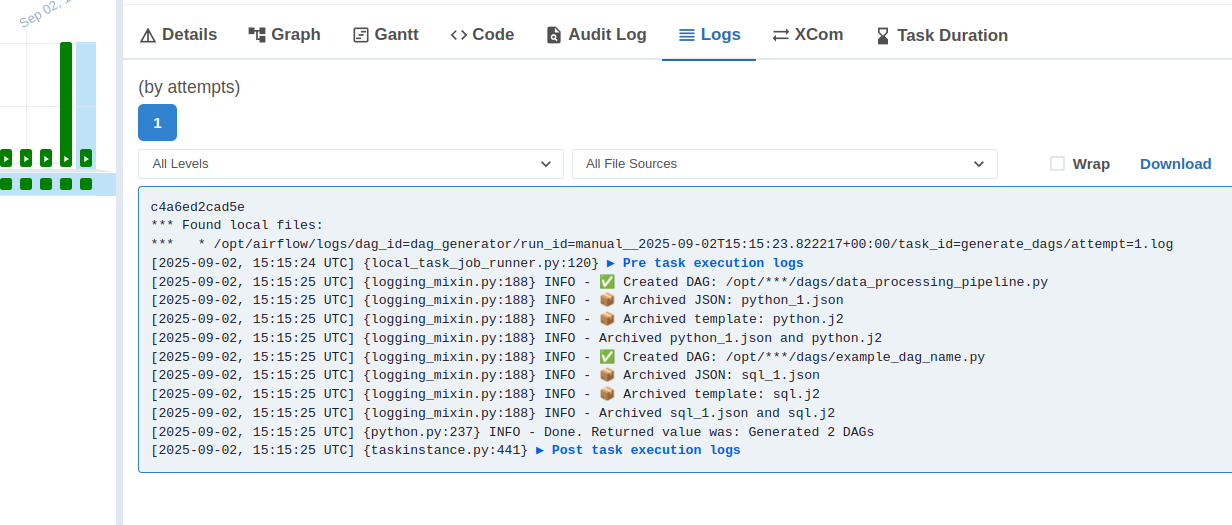 Sep 02,
Details
Graph
Gantt
Code
Audit Log
Logs
XCom
Task Duration
(by attempts)
1
All Levels
All File Sources
Wrap
Download
c4a6ed2cad5e
*** Found local files:
***   * /opt/airflow/logs/dag_id=dag_generator/run_id=manual__2025-09-02T15:15:23.822217+00:00/task_id=generate_dags/attempt=1.log
[2025-09-02, 15:15:24 UTC] {local_task_job_runner.py:120} ▶ Pre task execution logs
[2025-09-02, 15:15:25 UTC] {logging_mixin.py:188} INFO - ✅ Created DAG: /opt/***/dags/data_processing_pipeline.py
[2025-09-02, 15:15:25 UTC] {logging_mixin.py:188} INFO - 📦 Archived JSON: python_1.json
[2025-09-02, 15:15:25 UTC] {logging_mixin.py:188} INFO - 📦 Archived template: python.j2
[2025-09-02, 15:15:25 UTC] {logging_mixin.py:188} INFO - Archived python_1.json and python.j2
[2025-09-02, 15:15:25 UTC] {logging_mixin.py:188} INFO - ✅ Created DAG: /opt/***/dags/example_dag_name.py
[2025-09-02, 15:15:25 UTC] {logging_mixin.py:188} INFO - 📦 Archived JSON: sql_1.json
[2025-09-02, 15:15:25 UTC] {logging_mixin.py:188} INFO - 📦 Archived template: sql.j2
[2025-09-02, 15:15:25 UTC] {logging_mixin.py:188} INFO - Archived sql_1.json and sql.j2
[2025-09-02, 15:15:25 UTC] {python.py:237} INFO - Done. Returned value was: Generated 2 DAGs
[2025-09-02, 15:15:25 UTC] {taskinstance.py:441} ▶ Post task execution logs